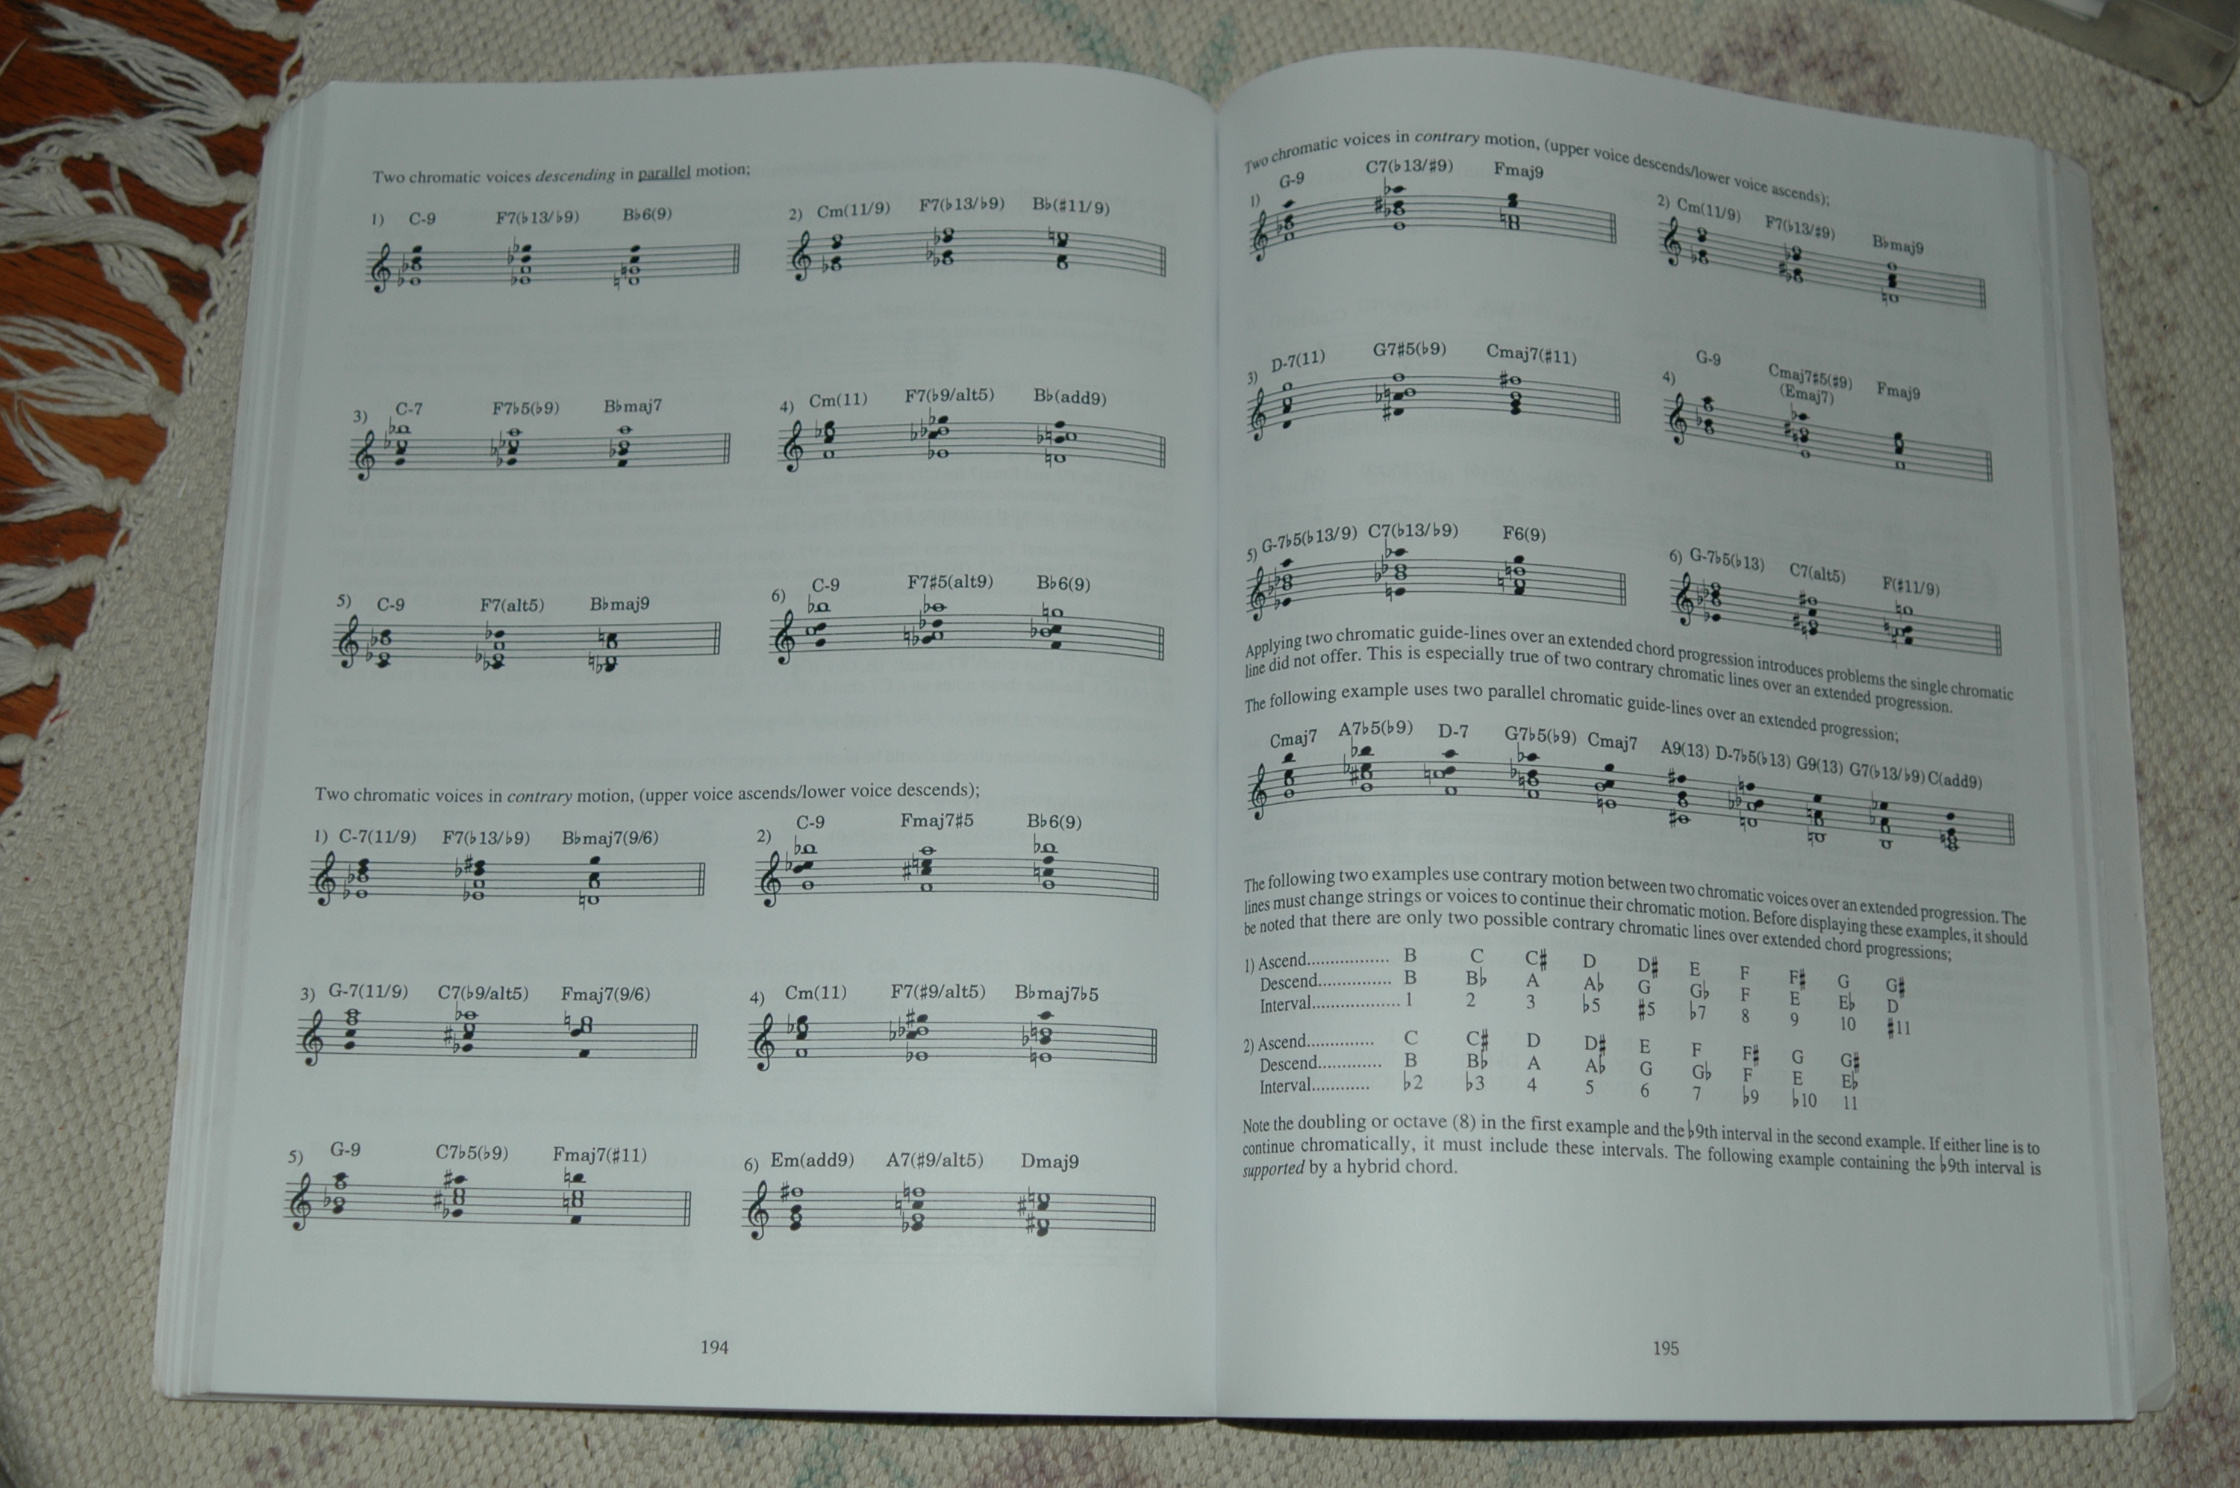 Two chromatic voices descending in parallel motion;
1) C-9 F7(♭13/♭9) B♭6(9)
2) Cm(11/9) F7(♭13/♭9) B♭(♯11/9)
3) C-7 F7♭5(♭9) B♭maj7
4) Cm(11) F7(♭9/alt5) B♭(add9)
5) C-9 F7(alt5) B♭maj9
6) C-9 F7♯5(alt9) B♭6(9)
Two chromatic voices in contrary motion, (upper voice ascends/lower voice descends);
1) C-7(11/9) F7(♭13/♭9) B♭maj7(9/6)
2) C-9 Fmaj7♯5 B♭6(9)
3) G-7(11/9) C7(♭9/alt5) Fmaj7(9/6)
4) Cm(11) F7(♯9/alt5) B♭maj7♭5
5) G-9 C7♭5(♭9) Fmaj7(♯11)
6) Em(add9) A7(♯9/alt5) Dmaj9
194
Two chromatic voices in contrary motion, (upper voice descends/lower voice ascends);
1) G-9 C7(♭13/♯9) Fmaj9
2) Cm(11/9) F7(♭13/♯9) B♭maj9
3) D-7(11) G7♯5(♭9) Cmaj7(♯11)
4) G-9 Cmaj7♯5(♯9) Fmaj9
(Emaj7)
5) G-7♭5(♭13/9) C7(♭13/♭9) F6(9)
6) G-7♭5(♭13) C7(alt5) F(♯11/9)
Applying two chromatic guide-lines over an extended chord progression introduces problems the single chromatic
line did not offer. This is especially true of two contrary chromatic lines over an extended progression.
The following example uses two parallel chromatic guide-lines over an extended progression;
Cmaj7 A7♭5(♭9) D-7 G7♭5(♭9) Cmaj7 A9(13) D-7♭5(♭13) G9(13) G7(♭13/♭9) C(add9)
The following two examples use contrary motion between two chromatic voices over an extended progression. The
lines must change strings or voices to continue their chromatic motion. Before displaying these examples, it should
be noted that there are only two possible contrary chromatic lines over extended chord progressions;
1) Ascend.................. B C C♯ D D♯ E F F♯ G G♯
Descend................ B B♭ A A♭ G G♭ F E E♭ D
Interval................... 1 2 3 ♭5 ♯5 ♭7 8 9 10 ♯11
2) Ascend.............. C C♯ D D♯ E F F♯ G G♯
Descend............. B B♭ A A♭ G G♭ F E E♭
Interval............ ♭2 ♭3 4 5 6 7 ♭9 ♭10 11
Note the doubling or octave (8) in the first example and the ♭9th interval in the second example. If either line is to
continue chromatically, it must include these intervals. The following example containing the ♭9th interval is
supported by a hybrid chord.
195